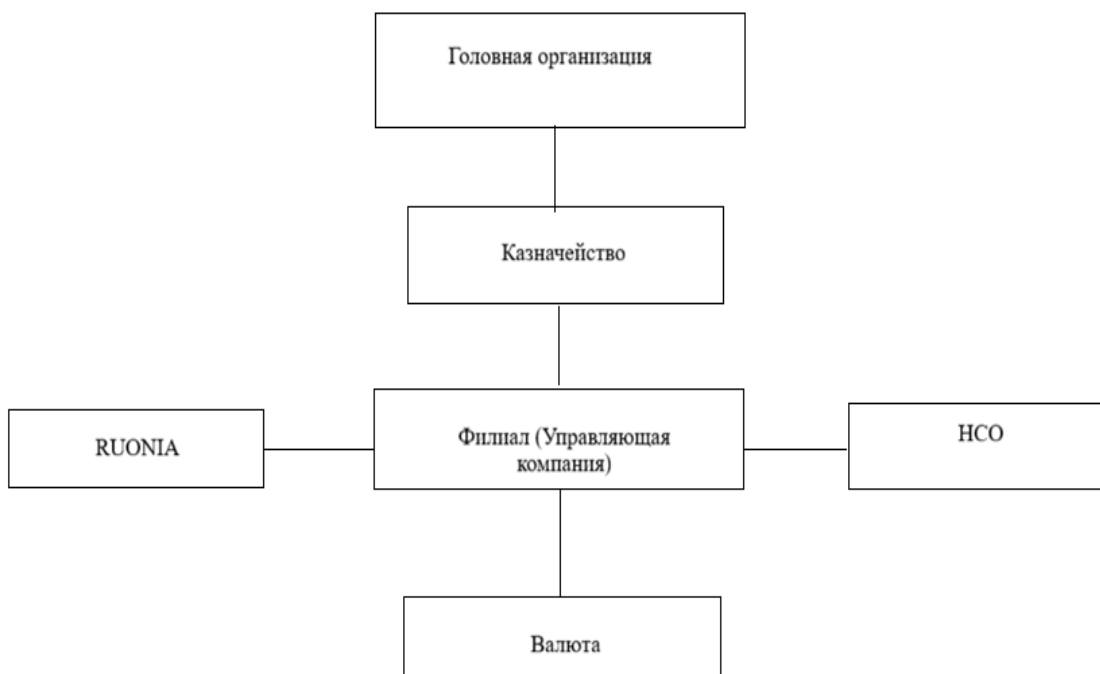 Головная организация
Казначейство
RUONIA
Филиал (Управляющая
компания)
НСО
Валюта